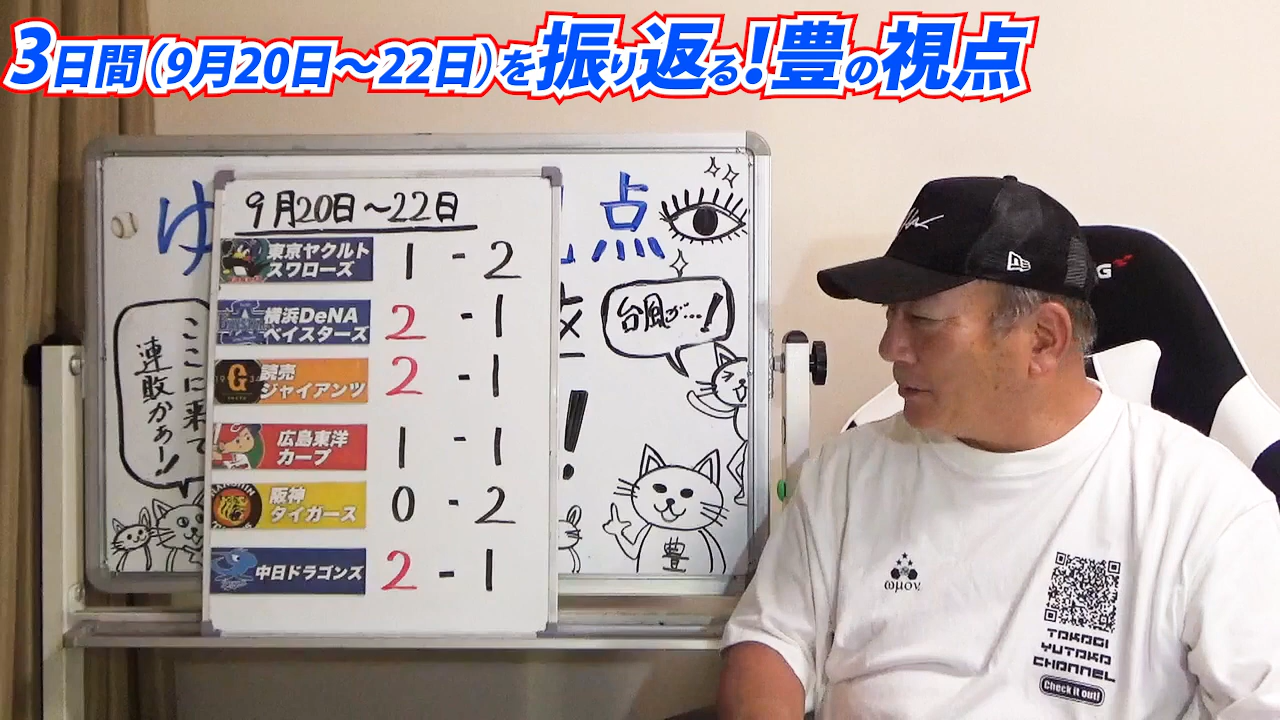 3日間(9月20日～22日)を振り返る!豊の視点
ゆ
点
9月20日～22日
東京ヤクルト
スワローズ
1 - 2
横浜DeNA
ベイスターズ
2 - 1
読売
ジャイアンツ
2 - 1
広島東洋
カープ
1 - 1
阪神
タイガース
0 - 2
中日ドラゴンズ
2 - 1
ここに来て
連敗かぁー!!
台風が…!
!
豊
G
ωμον.
TAKAGI
YUTAKA
CHANNEL
Check it out!